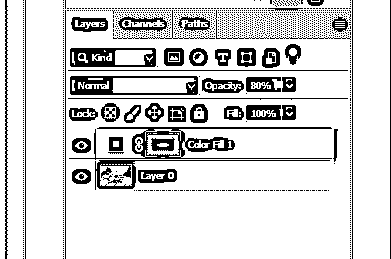 Layers Channels Paths
Kind
Normal Opacity: 80%
Lock: Fill: 100%
Color Fill 1
Layer 0